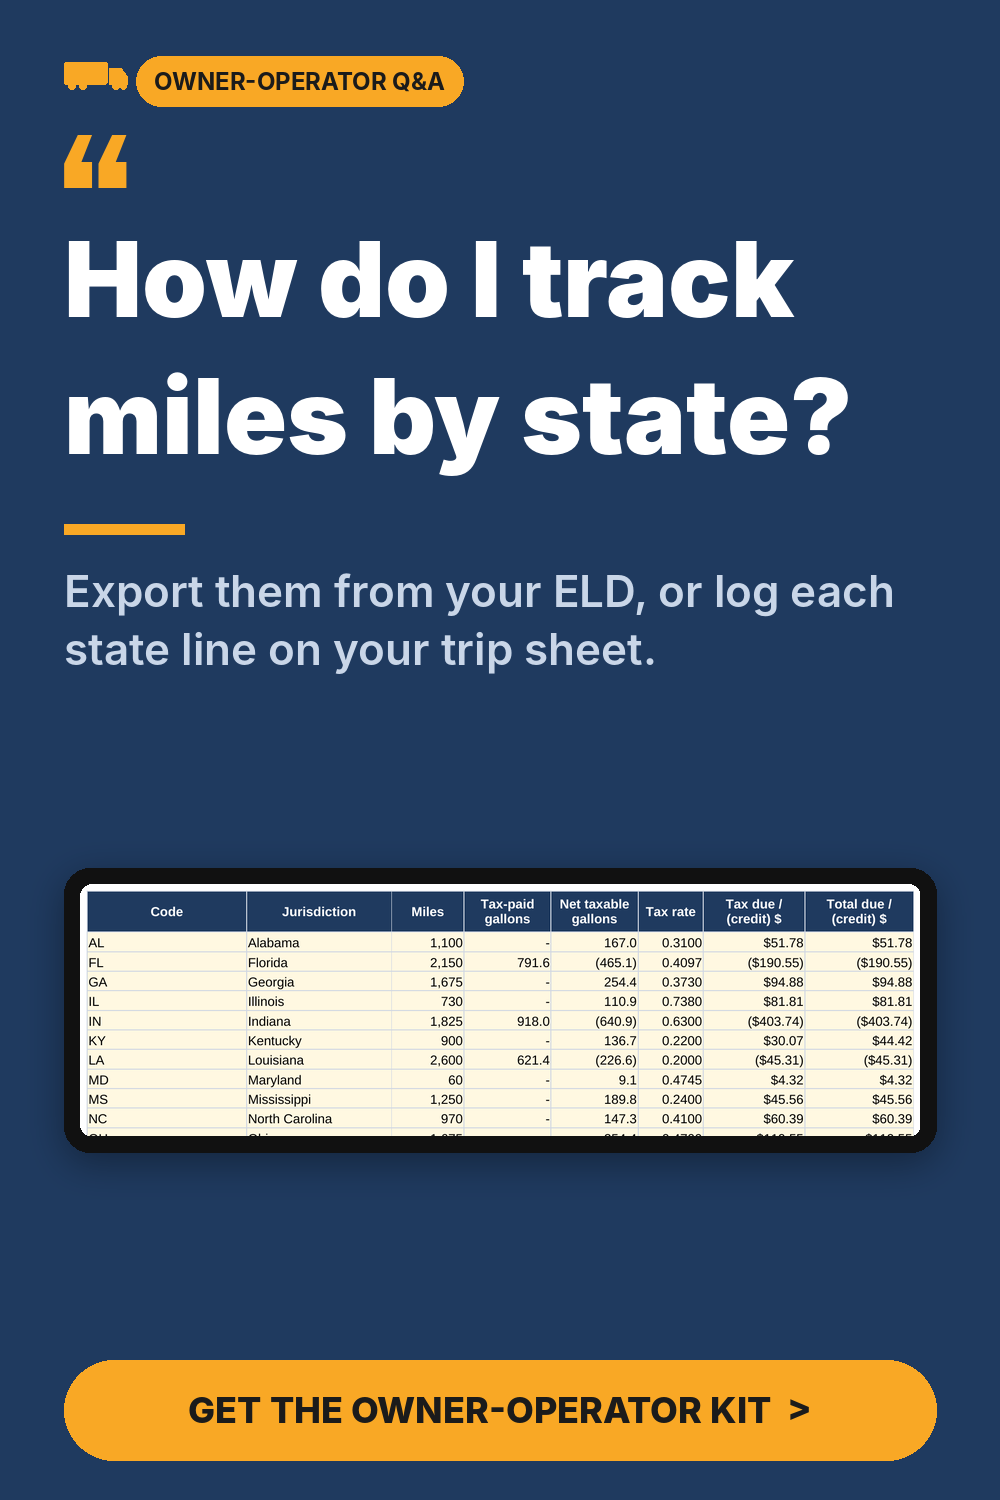 OWNER-OPERATOR Q&A
“
How do I track
miles by state?
Export them from your ELD, or log each
state line on your trip sheet.
Code Jurisdiction Miles Tax-paid gallons Net taxable gallons Tax rate Tax due / (credit) $ Total due / (credit) $
AL Alabama 1,100 - 167.0 0.3100 $51.78 $51.78
FL Florida 2,150 791.6 (465.1) 0.4097 ($190.55) ($190.55)
GA Georgia 1,675 - 254.4 0.3730 $94.88 $94.88
IL Illinois 730 - 110.9 0.7380 $81.81 $81.81
IN Indiana 1,825 918.0 (640.9) 0.6300 ($403.74) ($403.74)
KY Kentucky 900 - 136.7 0.2200 $30.07 $44.42
LA Louisiana 2,600 621.4 (226.6) 0.2000 ($45.31) ($45.31)
MD Maryland 60 - 9.1 0.4745 $4.32 $4.32
MS Mississippi 1,250 - 189.8 0.2400 $45.56 $45.56
NC North Carolina 970 - 147.3 0.4100 $60.39 $60.39
GET THE OWNER-OPERATOR KIT >